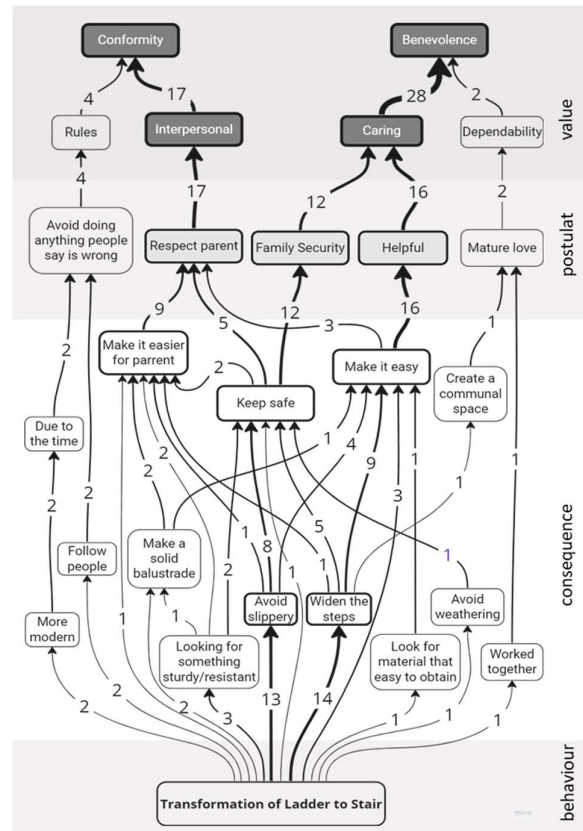 Conformity
Benevolence
4
17
28
2
Rules
Interpersonal
Caring
Dependability
value
4
17
12
16
2
Avoid doing
anything people
say is wrong
Respect parent
Family Security
Helpful
Mature love
postulat
9
5
12
3
16
1
Make it easier
for parrent
2
Make it easy
Keep safe
Create a
communal
space
2
Due to
the time
2
2
1
4
9
3
1
1
1
2
2
Follow
people
Make a
solid
balustrade
1
8
5
1
1
1
2
consequence
More
modern
1
1
Avoid
slippery
Widen the
steps
Avoid
weathering
Looking for
something
sturdy/resistant
Look for
material that
easy to obtain
Worked
together
2
2
2
3
13
14
1
1
1
Transformation of Ladder to Stair
miro
behaviour